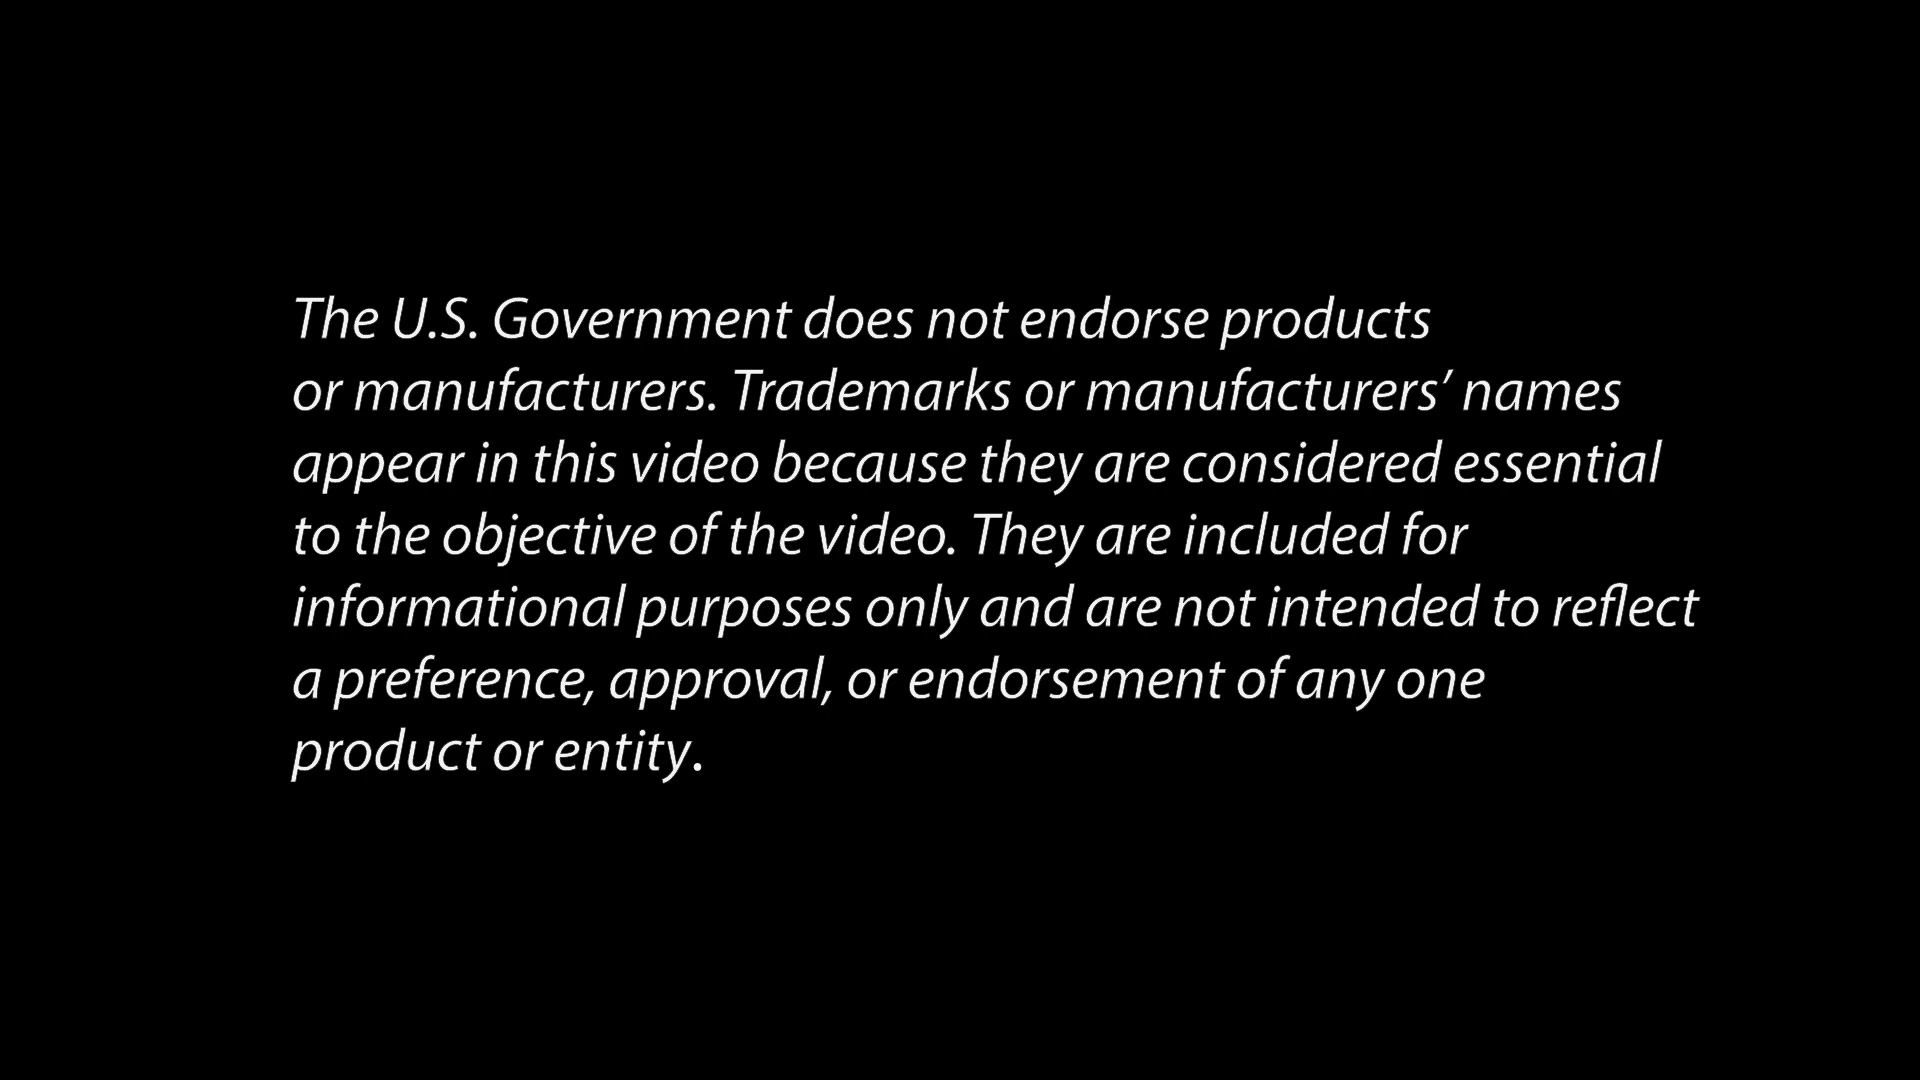 The U.S. Government does not endorse products
or manufacturers. Trademarks or manufacturers’ names
appear in this video because they are considered essential
to the objective of the video. They are included for
informational purposes only and are not intended to reflect
a preference, approval, or endorsement of any one
product or entity.